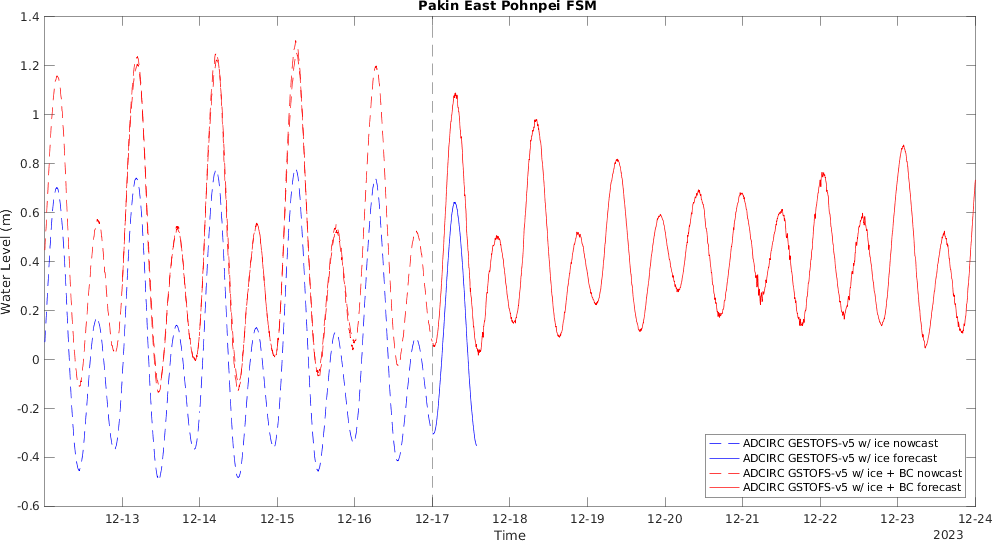 Pakin East Pohnpei FSM
1.4
1.2
1
0.8
0.6
0.4
0.2
0
-0.2
-0.4
-0.6
Water Level (m)
ADCIRC GESTOFS-v5 w/ ice nowcast
ADCIRC GESTOFS-v5 w/ ice forecast
ADCIRC GSTOFS-v5 w/ ice + BC nowcast
ADCIRC GSTOFS-v5 w/ ice + BC forecast
12-13 12-14 12-15 12-16 12-17 12-18 12-19 12-20 12-21 12-22 12-23 12-24
Time
2023